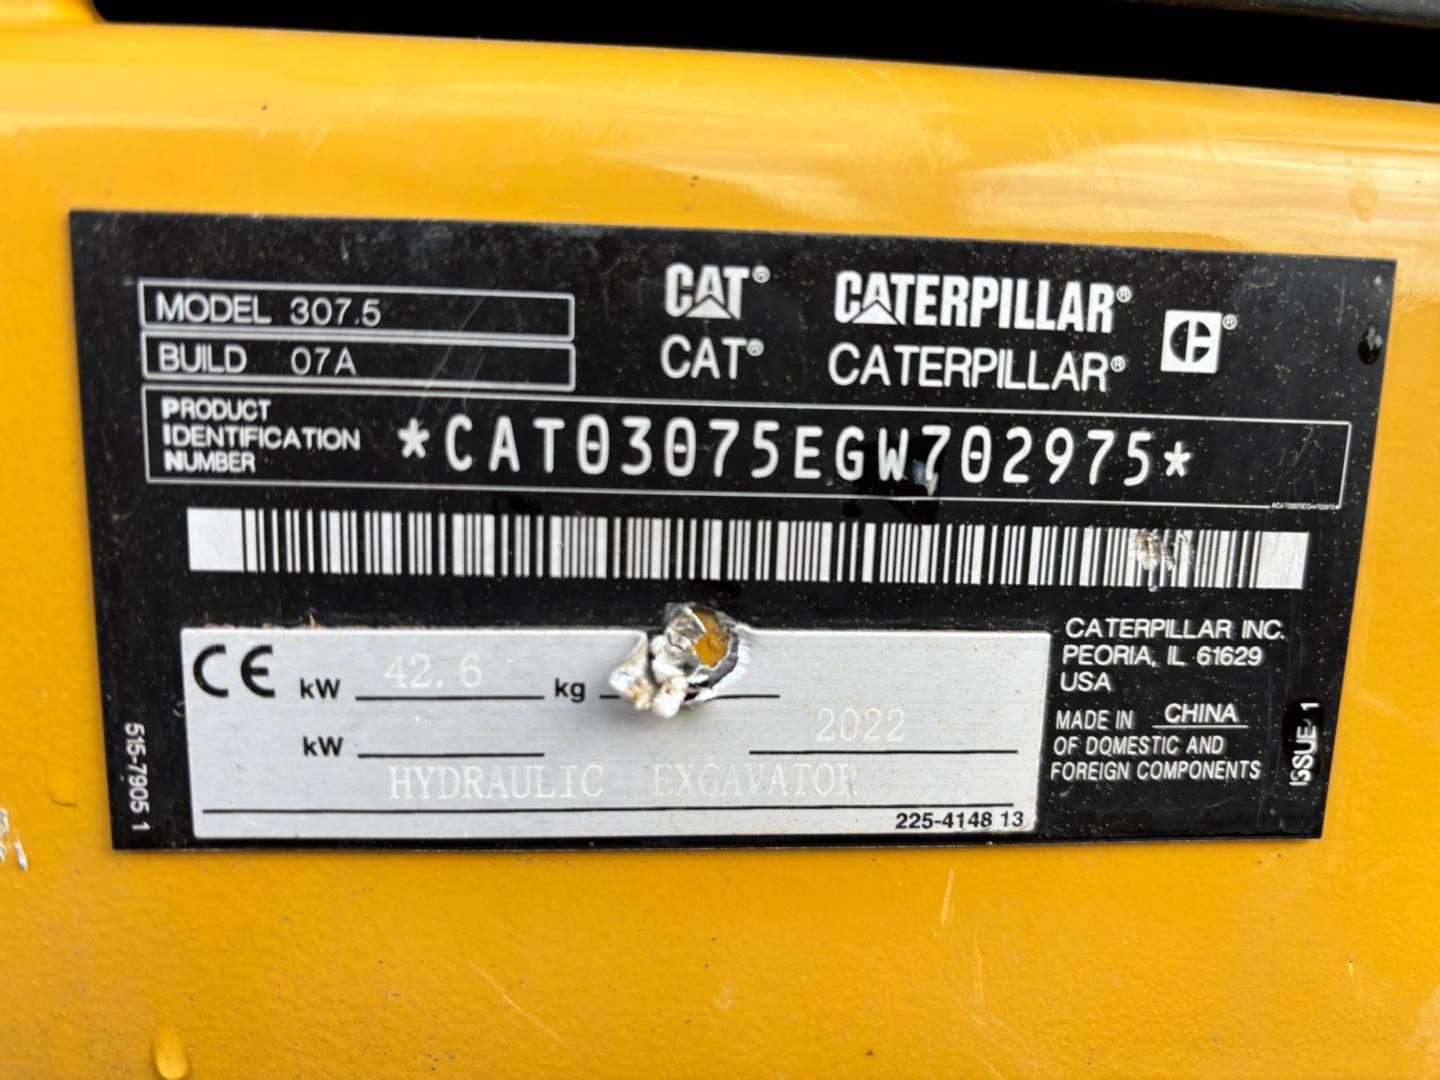 MODEL 307.5
BUILD 07A
CAT® CATERPILLAR® ®
CAT® CATERPILLAR®
PRODUCT
IDENTIFICATION
NUMBER
*CAT03075EGW702975*
CE kW 42.6 kg
kW 2022
HYDRAULIC EXCAVATOR
225-4148 13
CATERPILLAR INC.
PEORIA, IL 61629
USA
MADE IN CHINA
OF DOMESTIC AND
FOREIGN COMPONENTS
515-7905 1
ISSUE 1